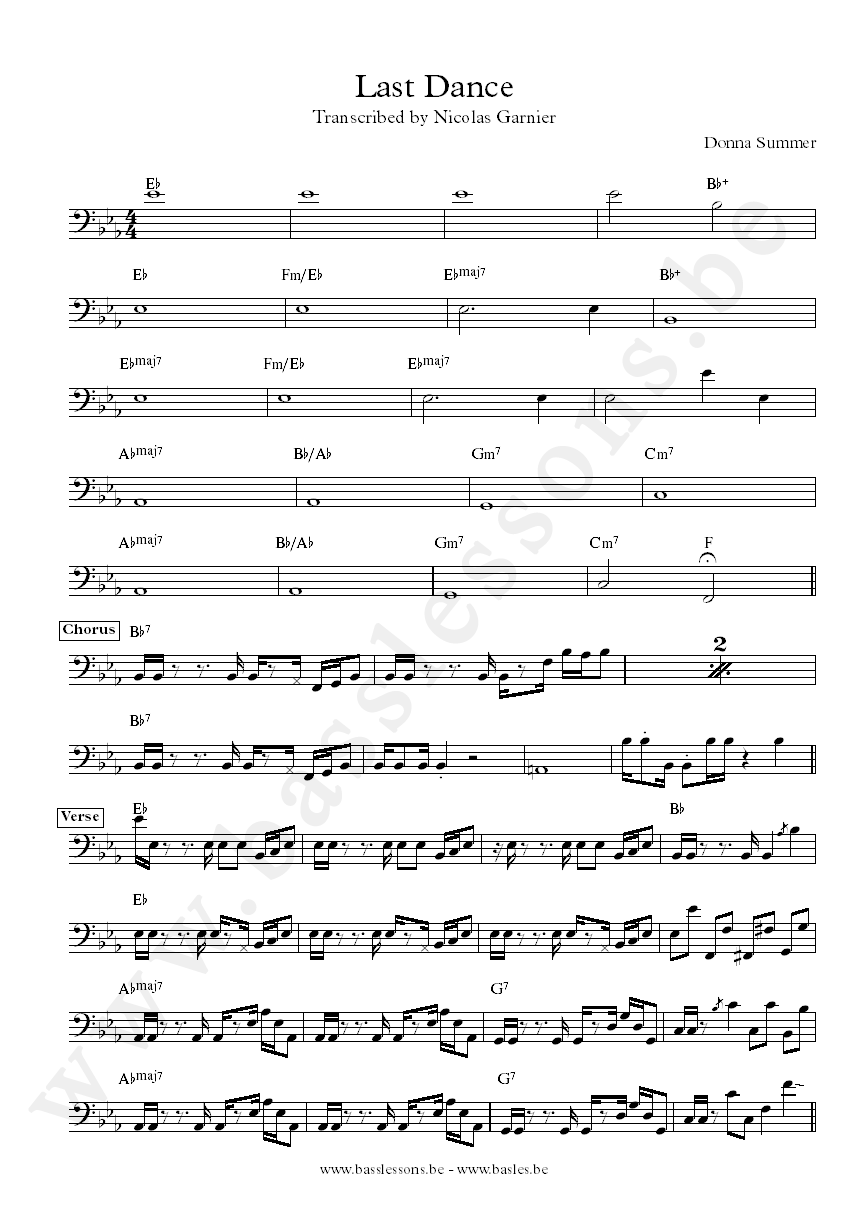 Last Dance
Transcribed by Nicolas Garnier
Donna Summer
E♭ B♭+
4/4
E♭ Fm/E♭ E♭maj7 B♭+
E♭maj7 Fm/E♭ E♭maj7
A♭maj7 B♭/A♭ Gm7 Cm7
A♭maj7 B♭/A♭ Gm7 Cm7 F
Chorus B♭7
2
B♭7
Verse E♭ B♭
E♭
A♭maj7 G7
A♭maj7 G7
www.basslessons.be
www.basslessons.be - www.basles.be